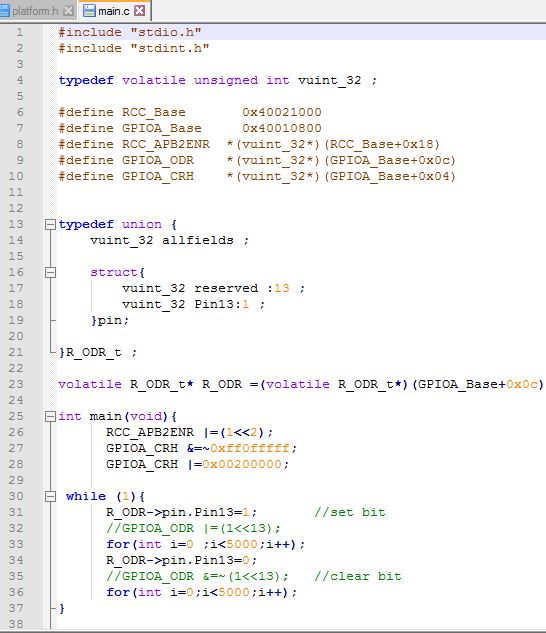 platform.h main.c
1 #include "stdio.h"
2 #include "stdint.h"
3
4 typedef volatile unsigned int vuint_32 ;
5
6 #define RCC_Base 0x40021000
7 #define GPIOA_Base 0x40010800
8 #define RCC_APB2ENR *(vuint_32*)(RCC_Base+0x18)
9 #define GPIOA_ODR *(vuint_32*)(GPIOA_Base+0x0c)
10 #define GPIOA_CRH *(vuint_32*)(GPIOA_Base+0x04)
11
12
13 typedef union {
14 vuint_32 allfields ;
15
16 struct{
17 vuint_32 reserved :13 ;
18 vuint_32 Pin13:1 ;
19 }pin;
20
21 }R_ODR_t ;
22
23 volatile R_ODR_t* R_ODR =(volatile R_ODR_t*)(GPIOA_Base+0x0c)
24
25 int main(void){
26 RCC_APB2ENR |=(1<<2);
27 GPIOA_CRH &=~0xff0fffff;
28 GPIOA_CRH |=0x00200000;
29
30 while (1){
31 R_ODR->pin.Pin13=1; //set bit
32 //GPIOA_ODR |=(1<<13);
33 for(int i=0 ;i<5000;i++);
34 R_ODR->pin.Pin13=0;
35 //GPIOA_ODR &=~(1<<13); //clear bit
36 for(int i=0;i<5000;i++);
37 }
38